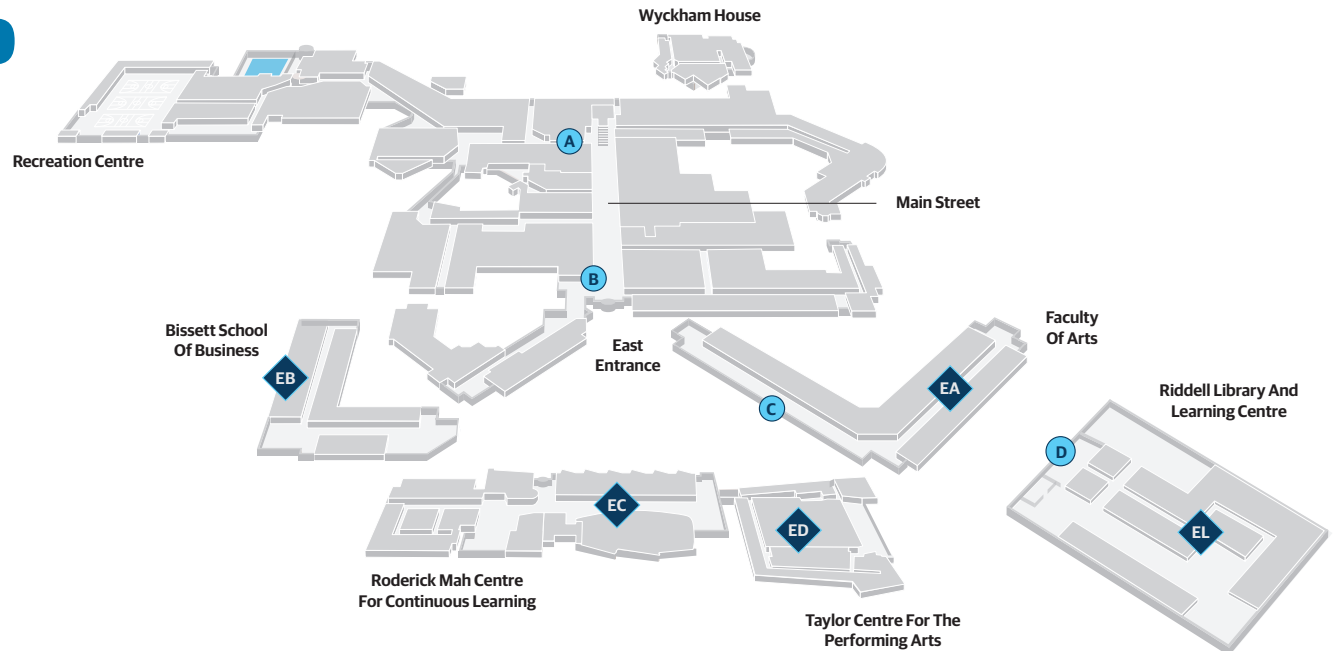 Wyckham House
A
Recreation Centre
Main Street
B
Bissett School
Of Business
East
Entrance
Faculty
Of Arts
EB
EA
Riddell Library And
Learning Centre
C
D
EC
ED
EL
Roderick Mah Centre
For Continuous Learning
Taylor Centre For The
Performing Arts